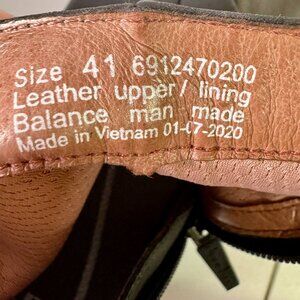 Size 41 6912470200
Leather upper/ lining
Balance man made
Made in Vietnam 01-07-2020